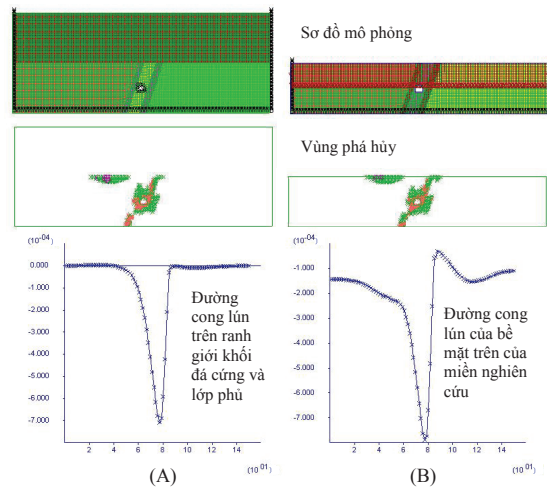 Sơ đồ mô phỏng
Vùng phá hủy
(10-04)
0.000
-1.000
-2.000
-3.000
-4.000
-5.000
-6.000
-7.000
2 4 6 8 10 12 14
(10 01)
Đường
cong lún
trên ranh
giới khối
đá cứng và
lớp phủ
(A)
(10-04)
-1.000
-2.000
-3.000
-4.000
-5.000
-6.000
-7.000
2 4 6 8 10 12 14
(10 01)
Đường cong
lún của bề
mặt trên của
miền nghiên
cứu
(B)